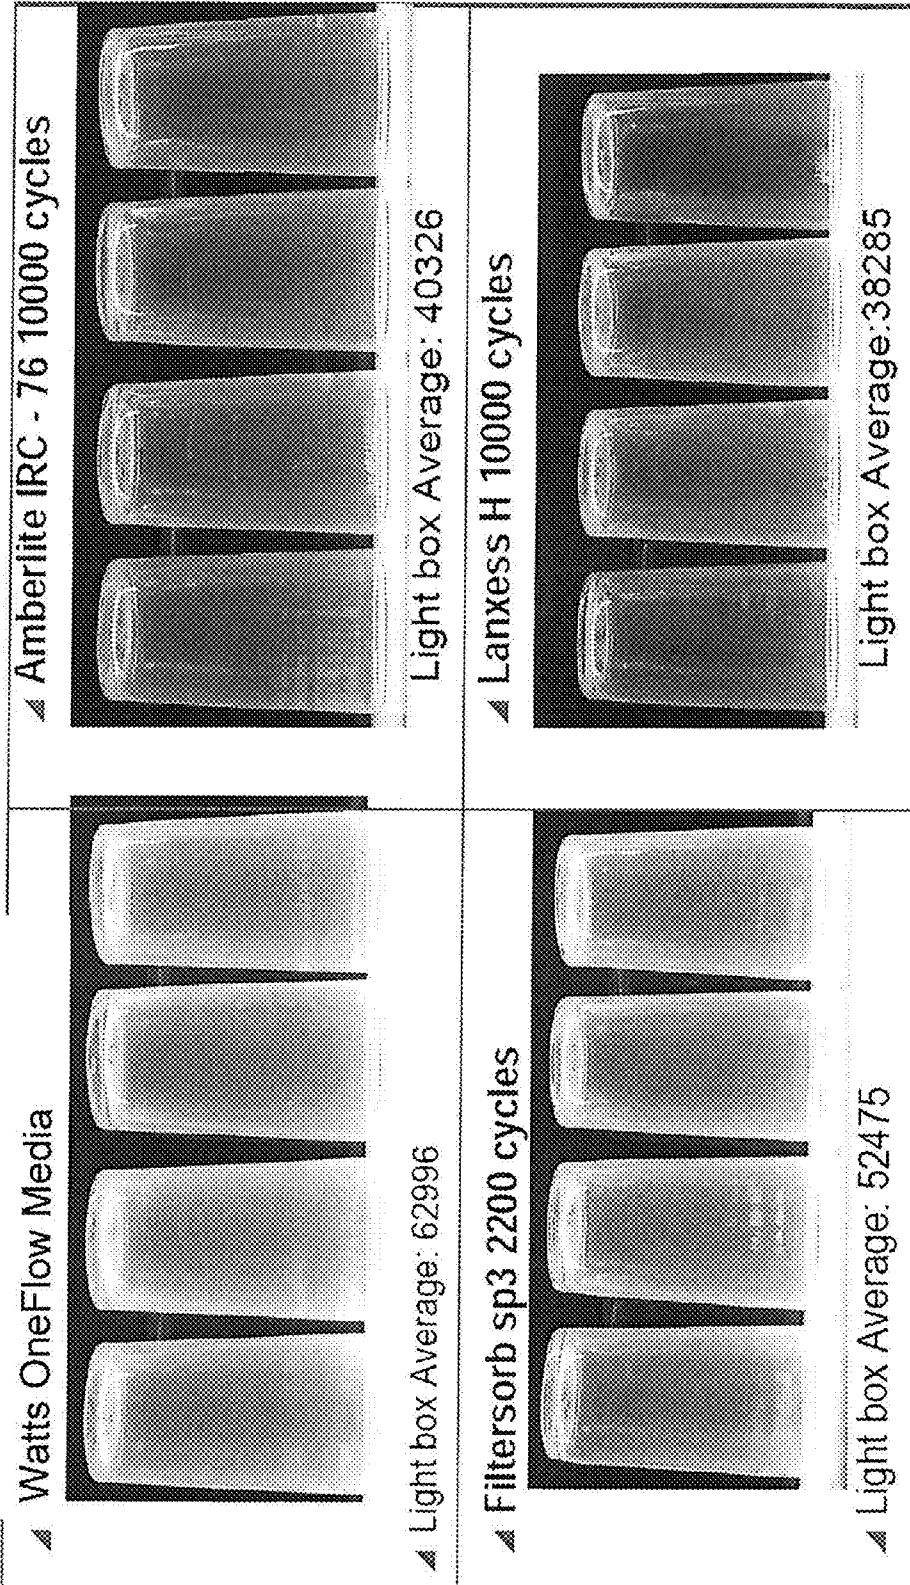 Watts OneFlow Media
Light box Average: 62996
Amberlite IRC - 76 10000 cycles
Light box Average: 40326
Filtersorb sp3 2200 cycles
Light box Average: 52475
Lanxess H 10000 cycles
Light box Average:38285